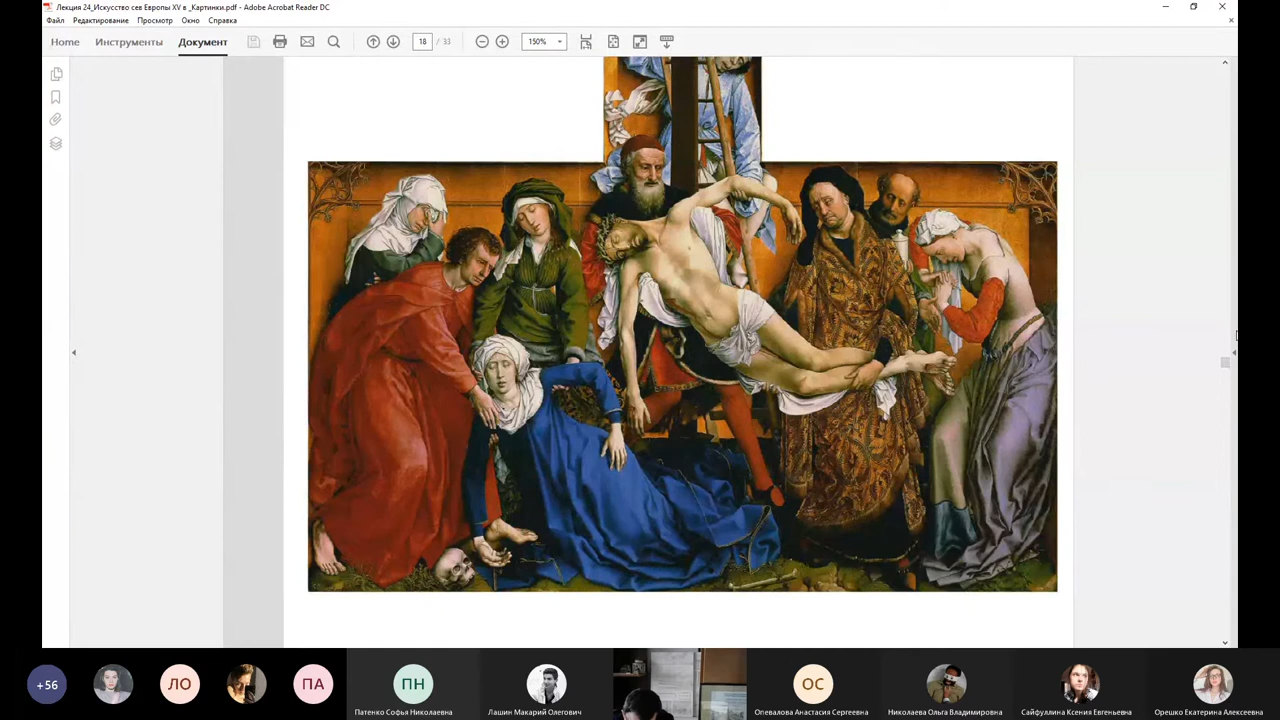 Лекция 24_Искусство сев Европы XV в _Картинки.pdf - Adobe Acrobat Reader DC
Файл Редактирование Просмотр Окно Справка
Home Инструменты Документ 18 / 33 150%
+56 ЛО ПА ПН ОС
Патенко Софья Николаевна Лашин Макарий Олегович Опевалова Анастасия Сергеевна Николаева Ольга Владимировна Сайфуллина Ксения Евгеньевна Орешко Екатерина Алексеевна